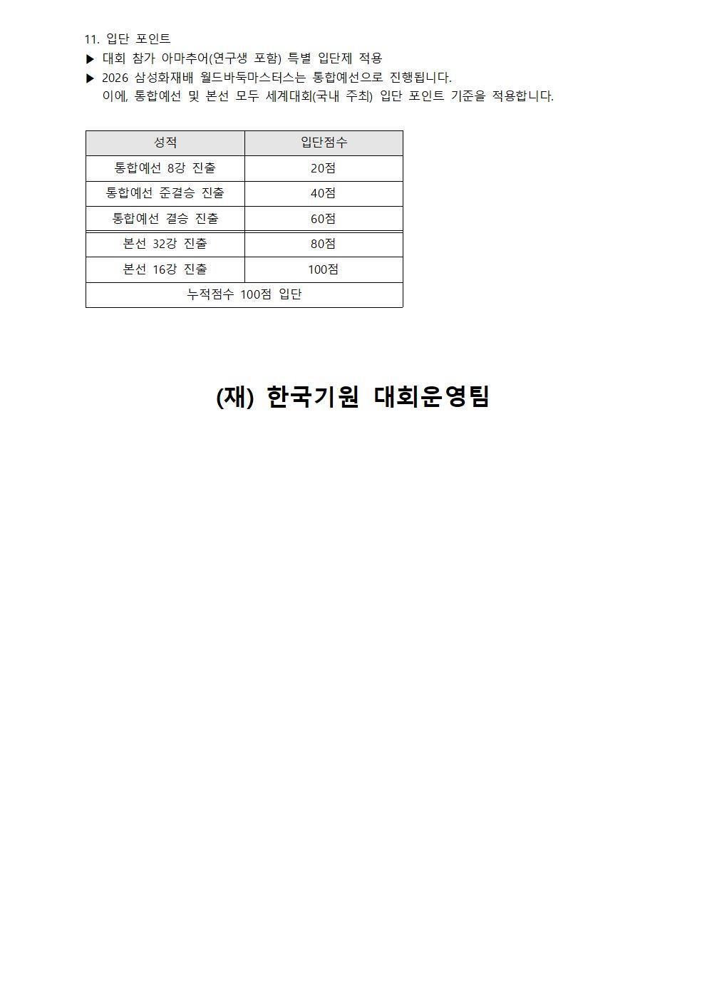 11. 입단 포인트
▶ 대회 참가 아마추어(연구생 포함) 특별 입단제 적용
▶ 2026 삼성화재배 월드바둑마스터스는 통합예선으로 진행됩니다.
이에, 통합예선 및 본선 모두 세계대회(국내 주최) 입단 포인트 기준을 적용합니다.
성적 입단점수
통합예선 8강 진출 20점
통합예선 준결승 진출 40점
통합예선 결승 진출 60점
본선 32강 진출 80점
본선 16강 진출 100점
누적점수 100점 입단
(재) 한국기원 대회운영팀